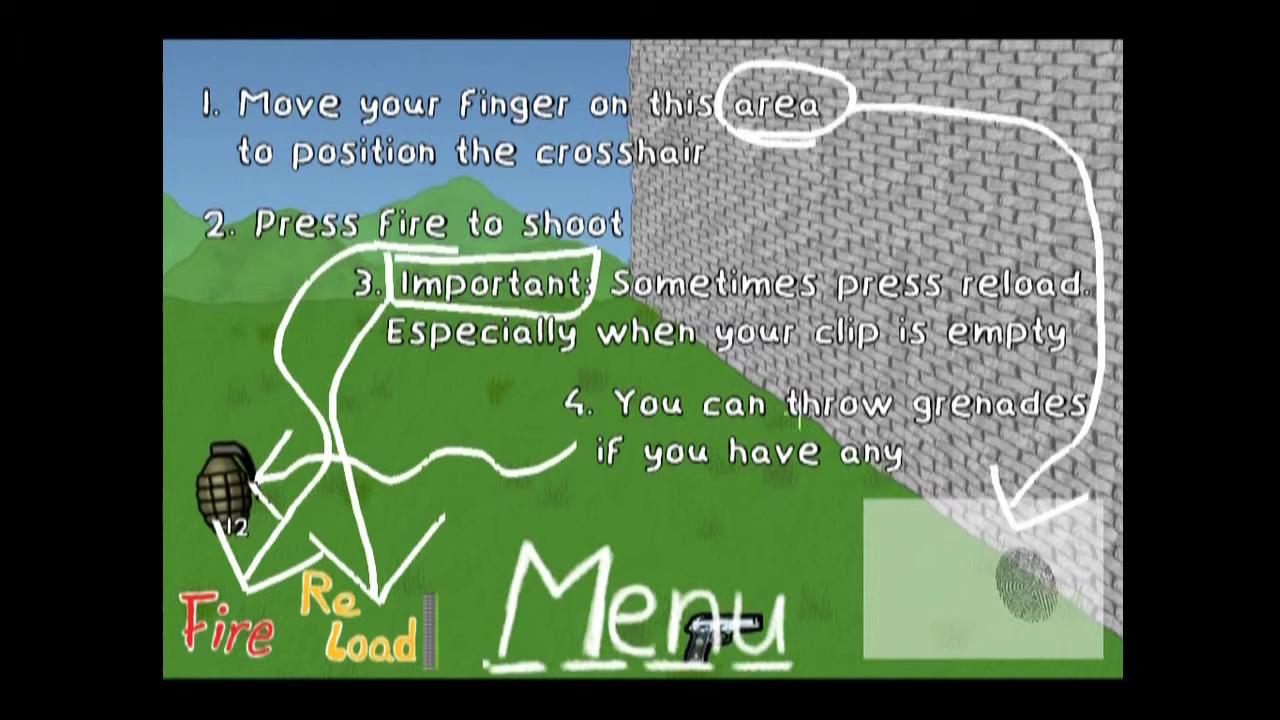 1. Move your finger on this area
to position the crosshair
2. Press fire to shoot
3. Important: Sometimes press reload.
Especially when your clip is empty
4. You can throw grenades
if you have any
12
Fire
Re
load
Menu